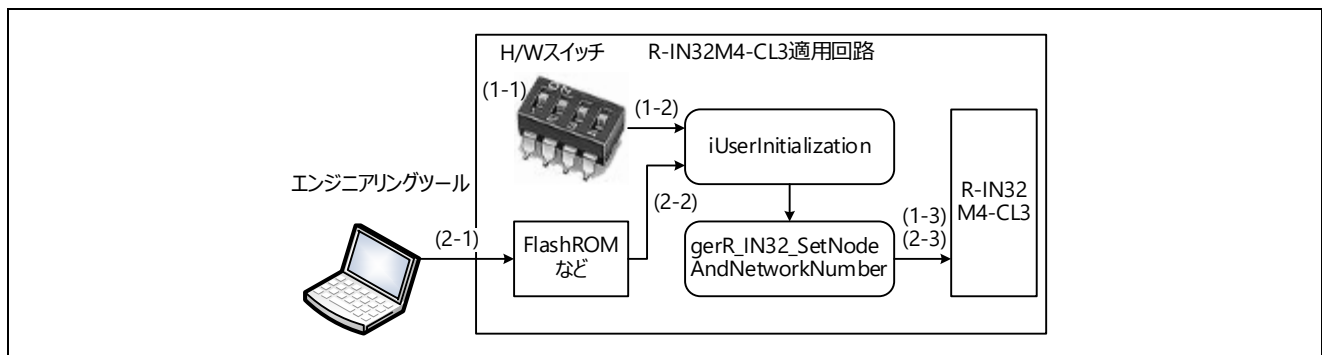 H/Wスイッチ
R-IN32M4-CL3適用回路
(1-1)
(1-2)
iUserInitialization
エンジニアリングツール
(2-1)
FlashROM
など
(2-2)
gerR_IN32_SetNode
AndNetworkNumber
(1-3)
(2-3)
R-IN32
M4-CL3